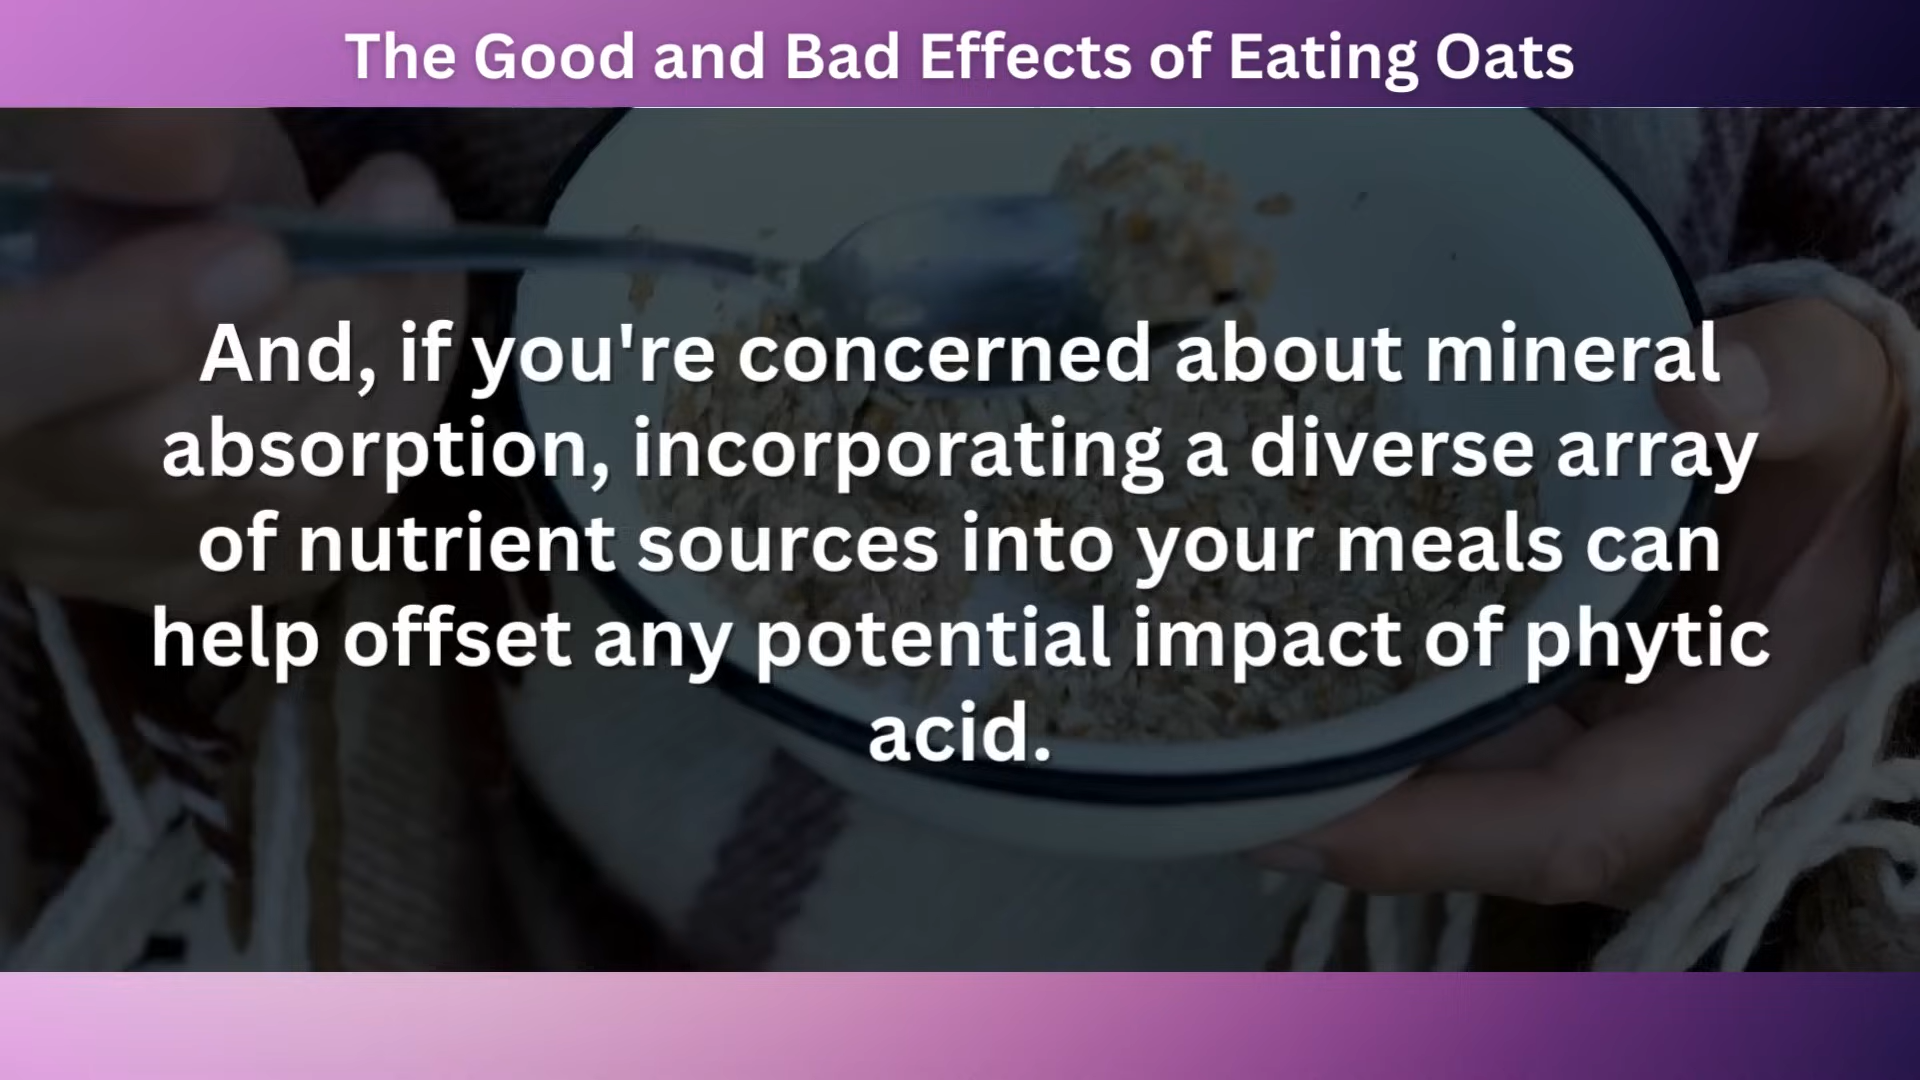 The Good and Bad Effects of Eating Oats
And, if you're concerned about mineral
absorption, incorporating a diverse array
of nutrient sources into your meals can
help offset any potential impact of phytic
acid.